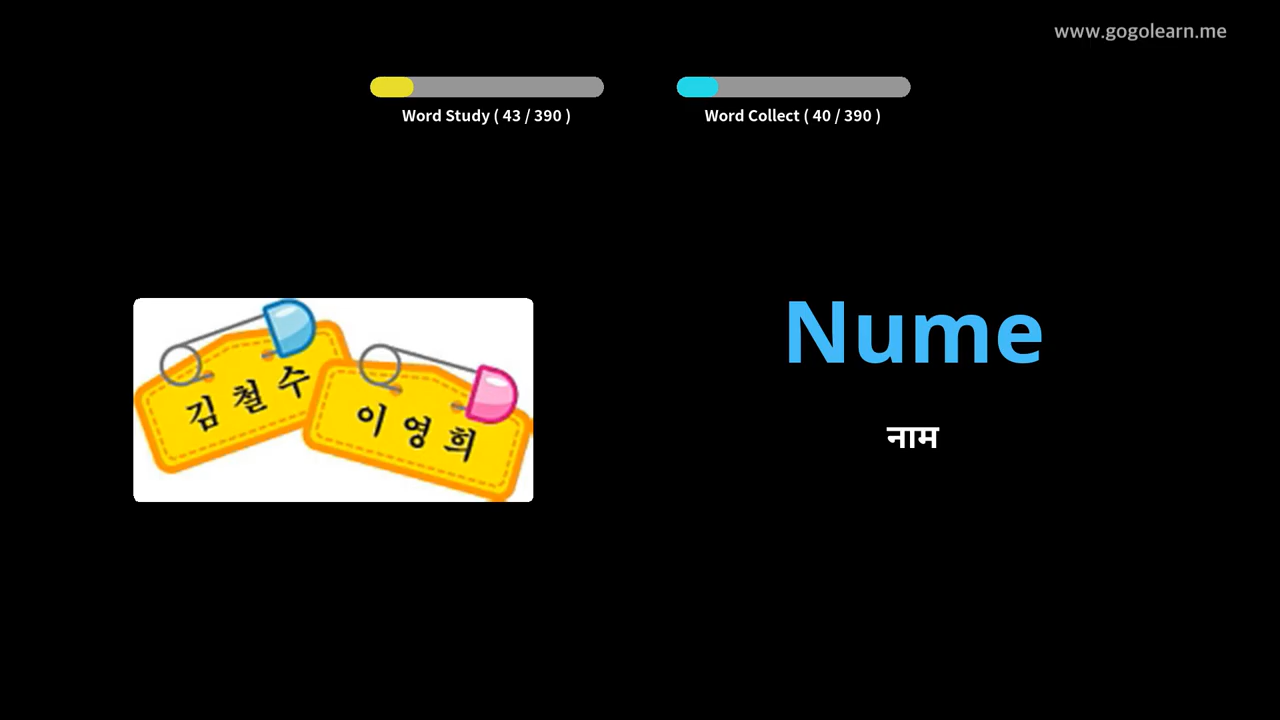 www.gogolearn.me
Word Study ( 43 / 390 )
Word Collect ( 40 / 390 )
김철수
이영희
Nume
नाम